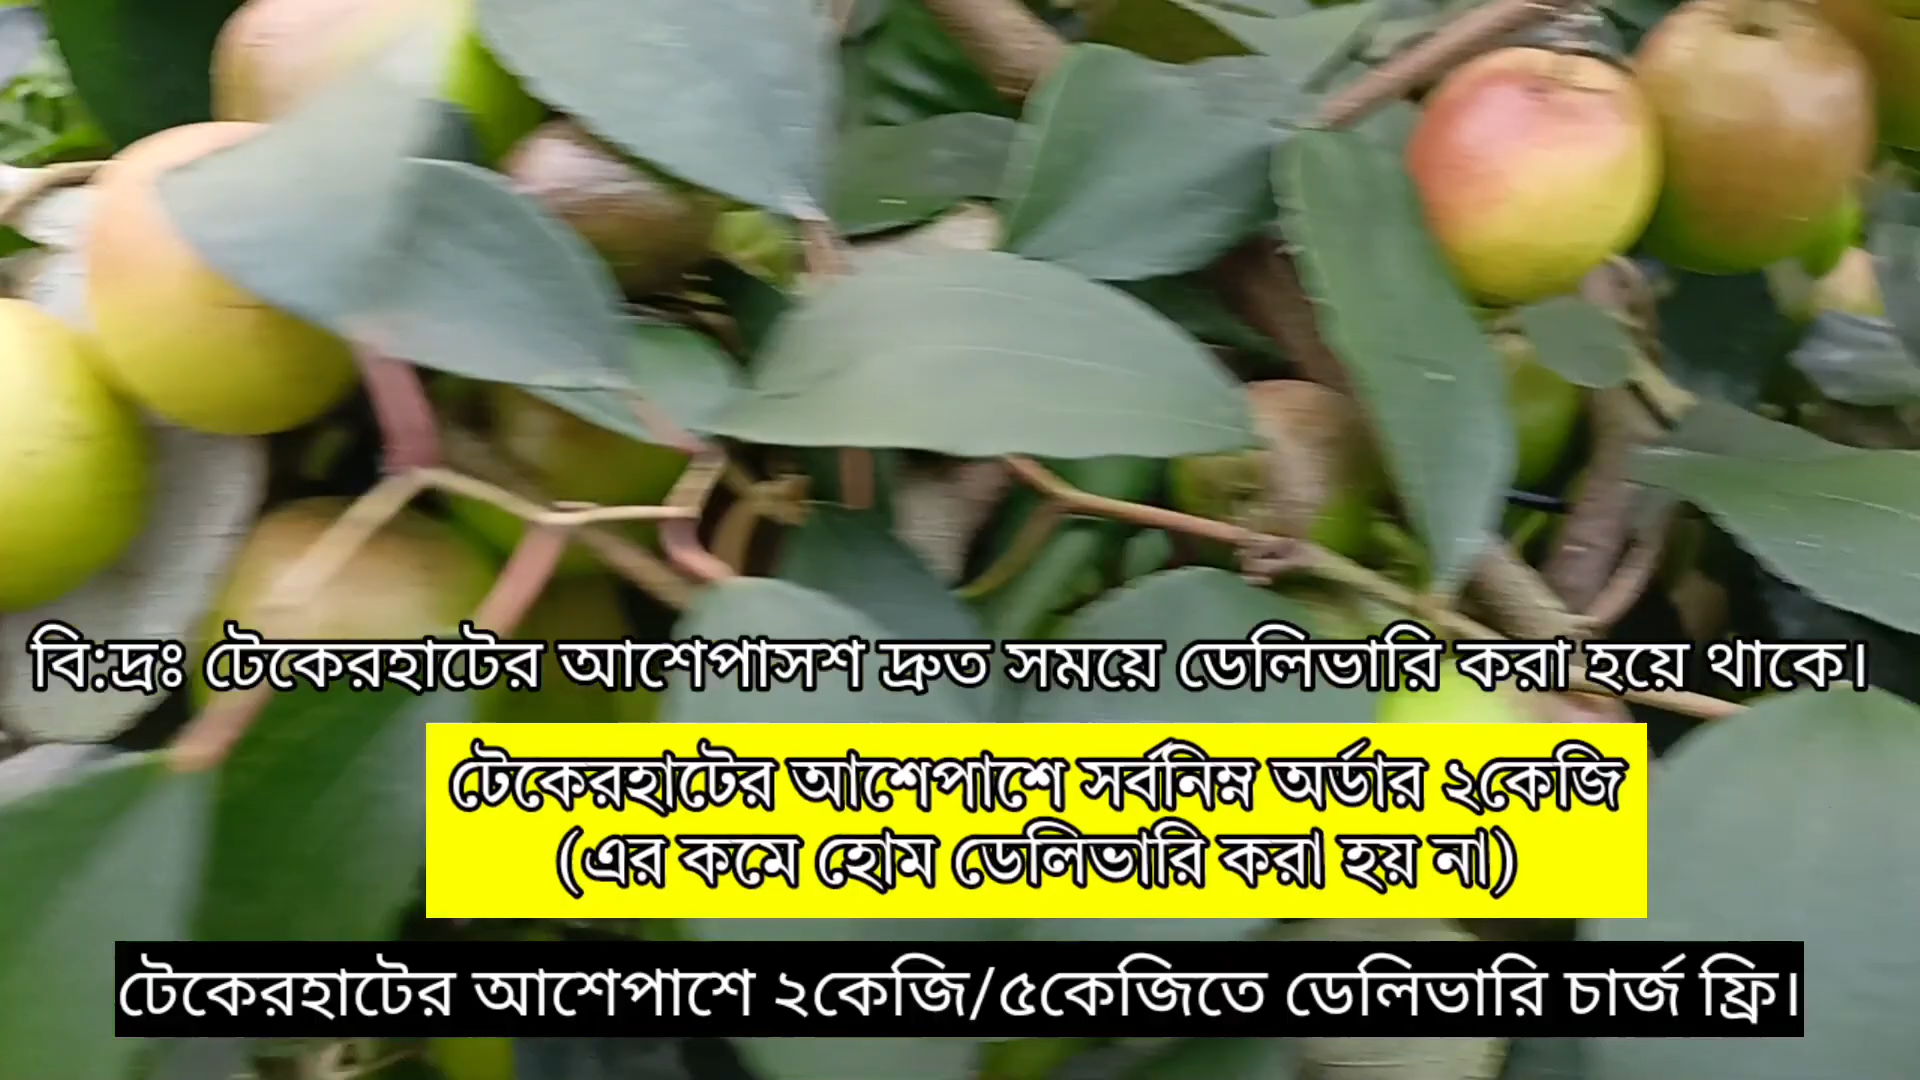 বি:দ্রঃ টেকেরহাটের আশেপাসশ দ্রুত সময়ে ডেলিভারি করা হয়ে থাকে।
টেকেরহাটের আশেপাশে সর্বনিম্ন অর্ডার ২কেজি
(এর কমে হোম ডেলিভারি করা হয় না)
টেকেরহাটের আশেপাশে ২কেজি/৫কেজিতে ডেলিভারি চার্জ ফ্রি।